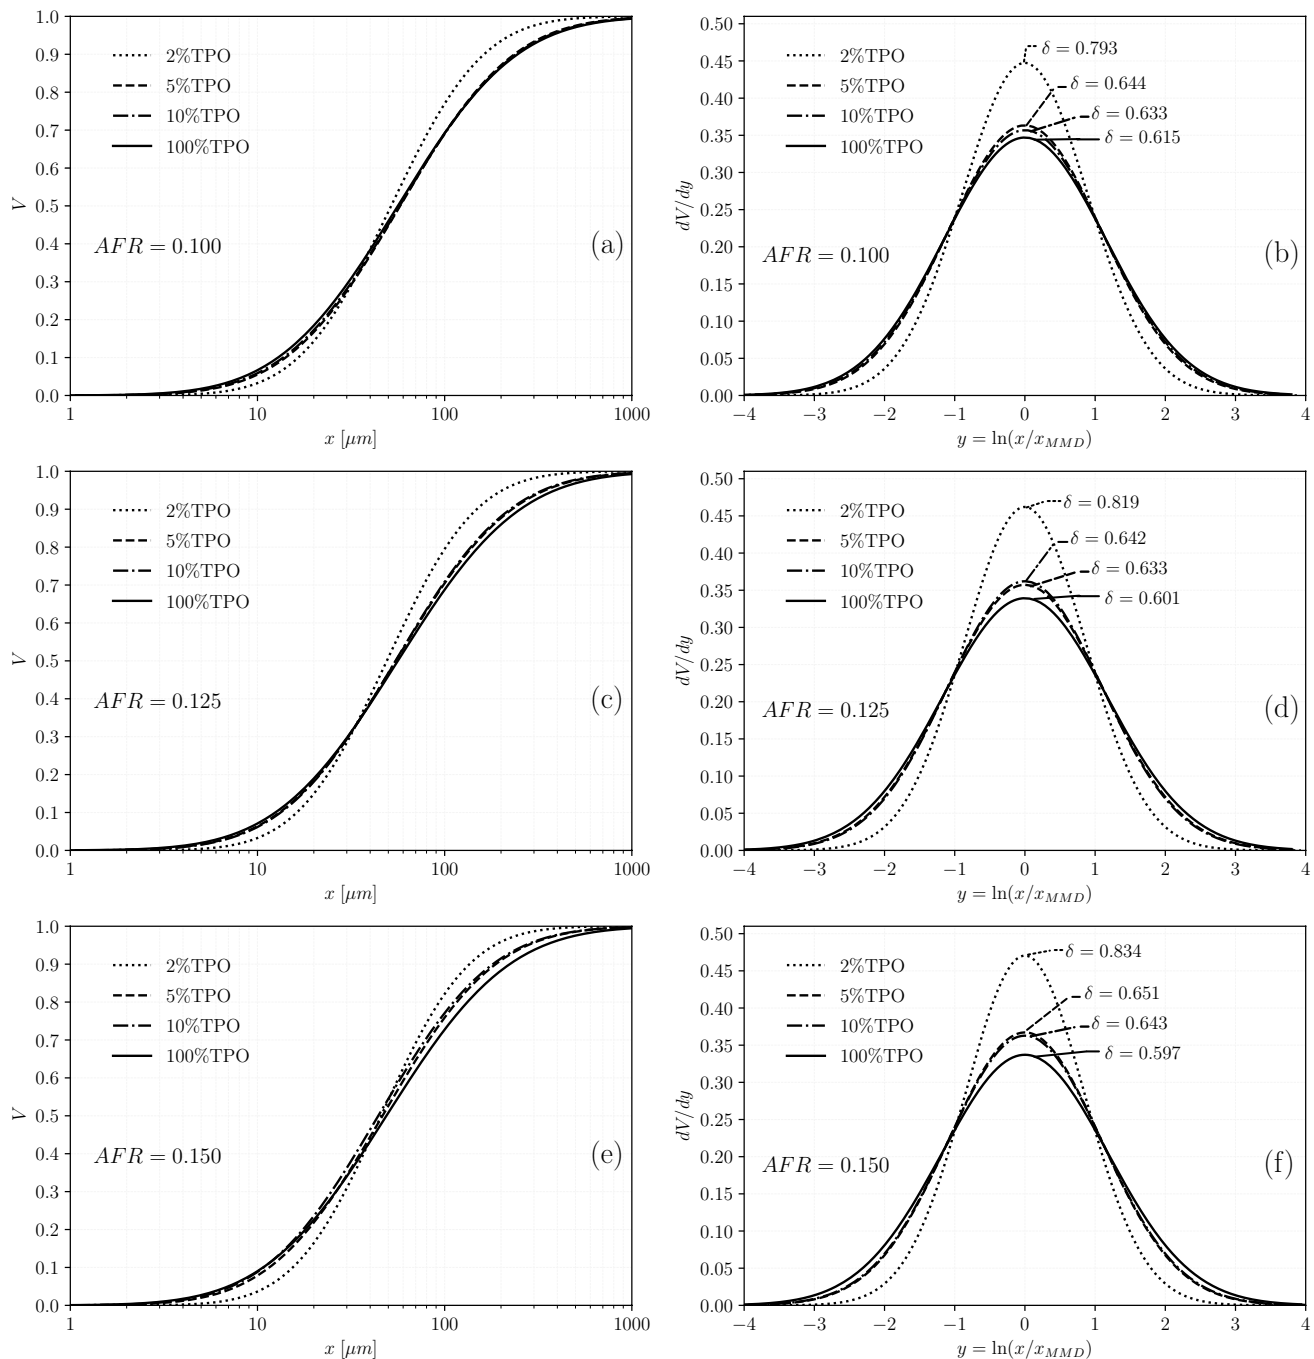 1.0
0.9
0.8
0.7
0.6
0.5
0.4
0.3
0.2
0.1
0.0
V
2%TPO
5%TPO
10%TPO
100%TPO
AFR = 0.100
(a)
1 10 100 1000
x [μm]
0.50
0.45
0.40
0.35
0.30
0.25
0.20
0.15
0.10
0.05
0.00
dV/dy
2%TPO
5%TPO
10%TPO
100%TPO
δ = 0.793
δ = 0.644
δ = 0.633
δ = 0.615
AFR = 0.100
(b)
−4 −3 −2 −1 0 1 2 3 4
y = ln(x/x_MMD)
1.0
0.9
0.8
0.7
0.6
0.5
0.4
0.3
0.2
0.1
0.0
V
2%TPO
5%TPO
10%TPO
100%TPO
AFR = 0.125
(c)
1 10 100 1000
x [μm]
0.50
0.45
0.40
0.35
0.30
0.25
0.20
0.15
0.10
0.05
0.00
dV/dy
2%TPO
5%TPO
10%TPO
100%TPO
δ = 0.819
δ = 0.642
δ = 0.633
δ = 0.601
AFR = 0.125
(d)
−4 −3 −2 −1 0 1 2 3 4
y = ln(x/x_MMD)
1.0
0.9
0.8
0.7
0.6
0.5
0.4
0.3
0.2
0.1
0.0
V
2%TPO
5%TPO
10%TPO
100%TPO
AFR = 0.150
(e)
1 10 100 1000
x [μm]
0.50
0.45
0.40
0.35
0.30
0.25
0.20
0.15
0.10
0.05
0.00
dV/dy
2%TPO
5%TPO
10%TPO
100%TPO
δ = 0.834
δ = 0.651
δ = 0.643
δ = 0.597
AFR = 0.150
(f)
−4 −3 −2 −1 0 1 2 3 4
y = ln(x/x_MMD)